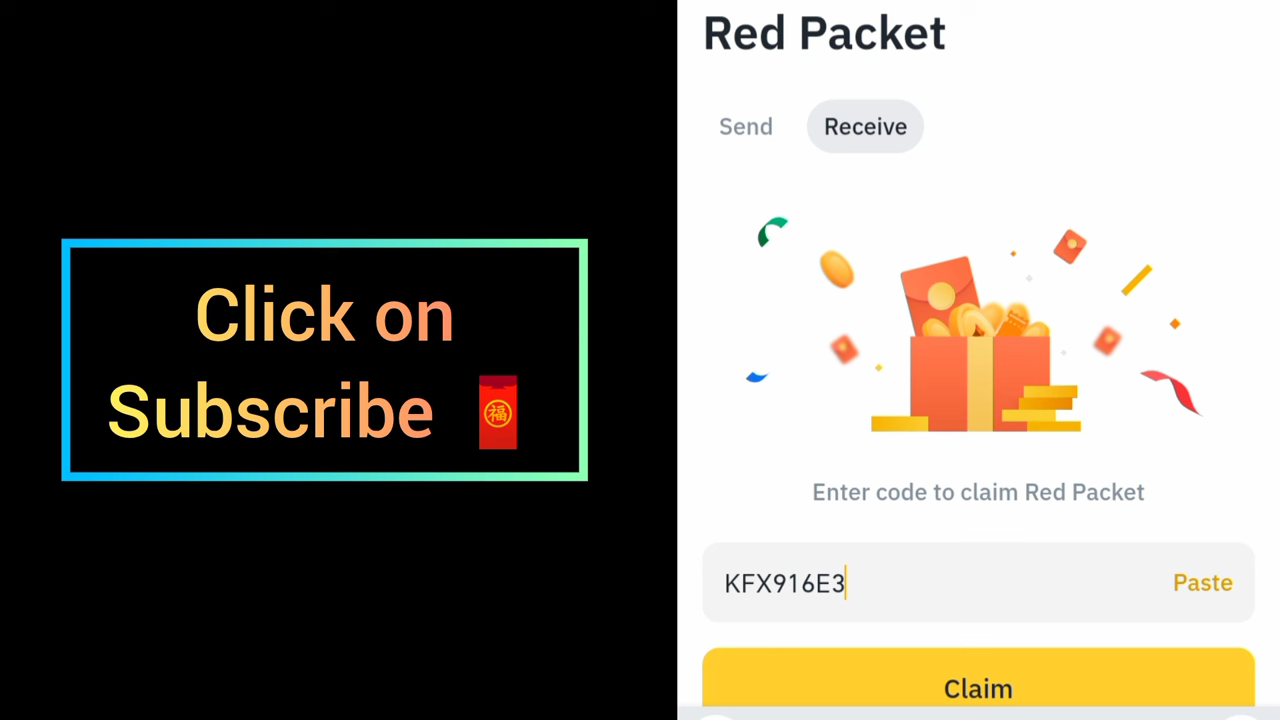 Click on
Subscribe
福
Red Packet
Send
Receive
Enter code to claim Red Packet
KFX916E3
Paste
Claim